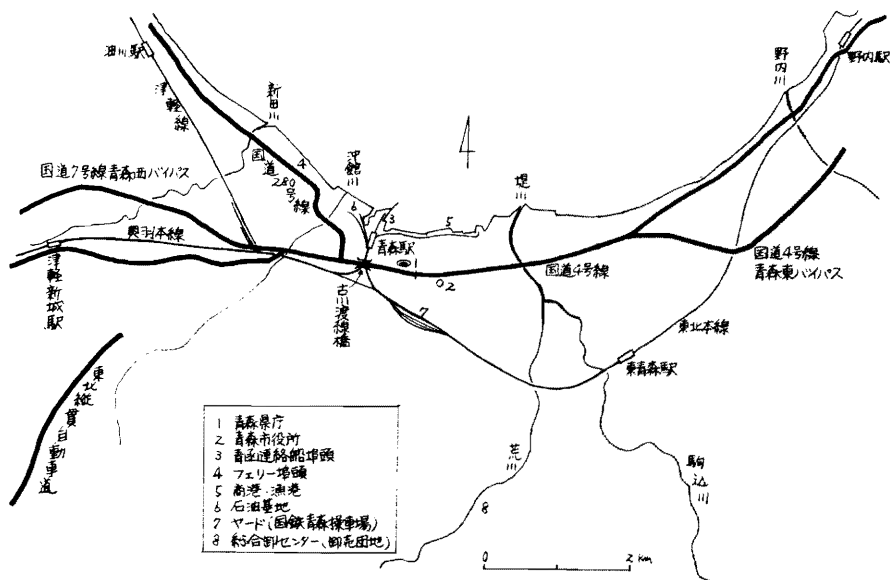 油川駅
津軽線
新田川
国道280号線
4
沖館川
6
3
5
堤川
野内川
野内駅
国道7号線青森西バイパス
奥羽本線
津軽新城駅
青森駅
1
2
古川跨線橋
7
国道4号線
国道4号線
青森東バイパス
東北本線
東青森駅
東北縦貫自動車道
荒川
駒込川
8
1 青森県庁
2 青森市役所
3 青函連絡船埠頭
4 フェリー埠頭
5 商港・漁港
6 石油基地
7 ヤード(国鉄青森操車場)
8 総合卸センター(卸売団地)
0 2 km